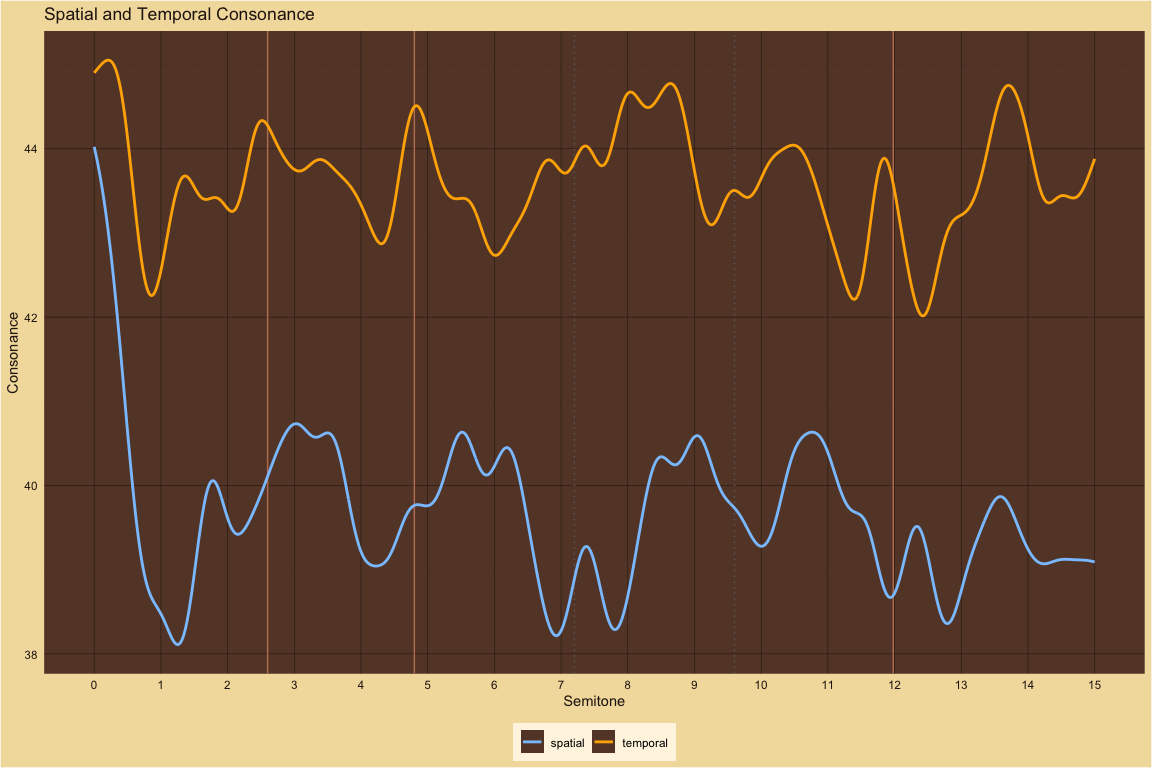 Spatial and Temporal Consonance
Consonance
44
42
40
38
0 1 2 3 4 5 6 7 8 9 10 11 12 13 14 15
Semitone
spatial temporal